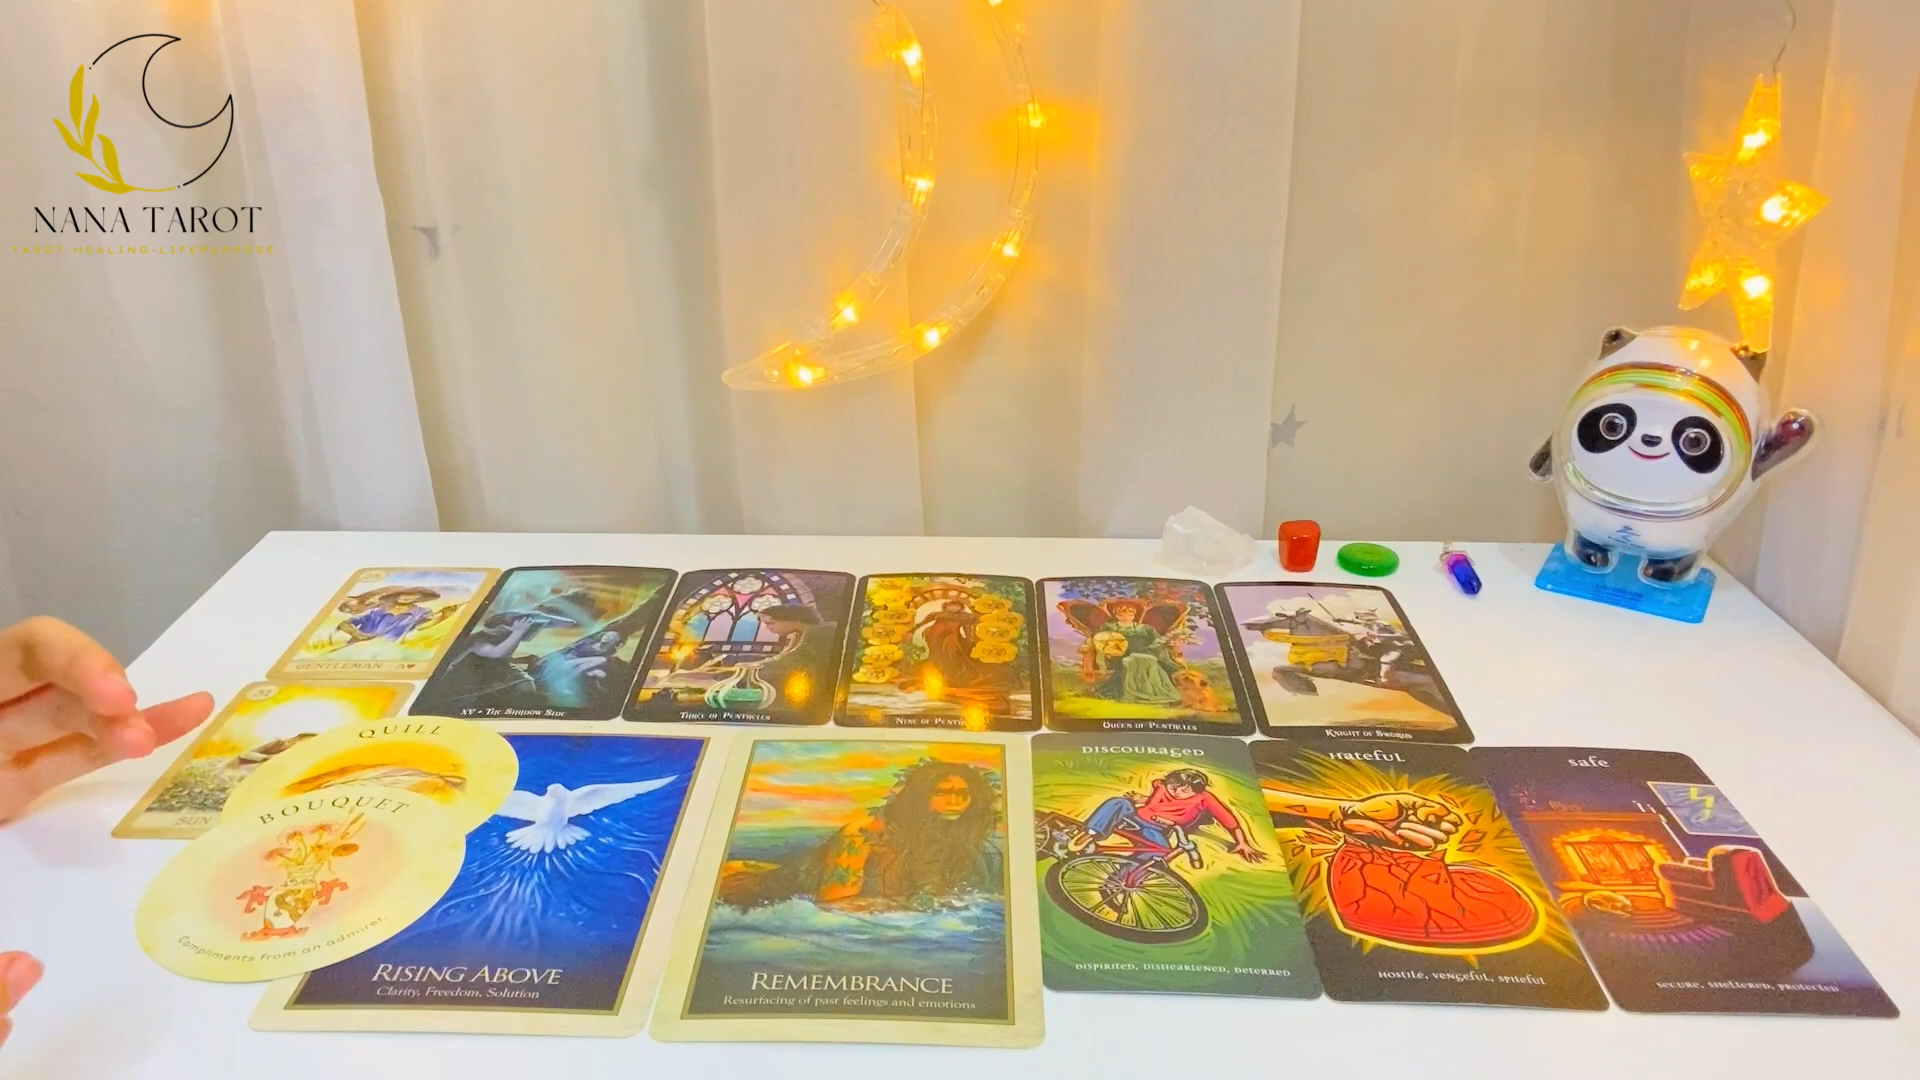 NANA TAROT
TAROT-HEALING-LIFEPURPOSE
GENTLEMAN A♥
XV • The Shadow Side
Three of Pentacles
Nine of
Queen of Pentacles
Knight of Swords
31
SUN
QUILL
BOUQUET
Compliments from an admirer.
RISING ABOVE
Clarity, Freedom, Solution
REMEMBRANCE
Resurfacing of past feelings and emotions
DISCOURAGED
DISPIRITED, DISHEARTENED, DETERRED
HATEFUL
HOSTILE, VENGEFUL, SPITEFUL
SAFE
SECURE, SHELTERED, PROTECTED